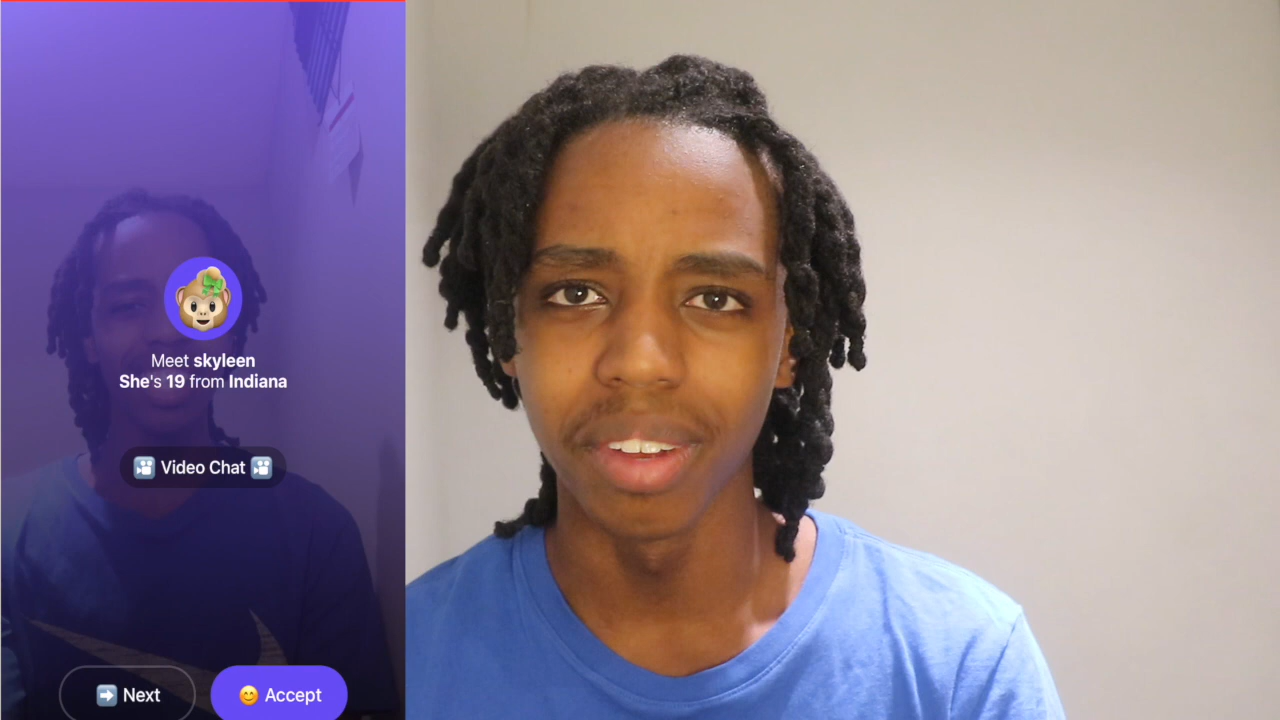 Meet skyleen
She's 19 from Indiana
🎦 Video Chat 🎦
➡️ Next
😊 Accept